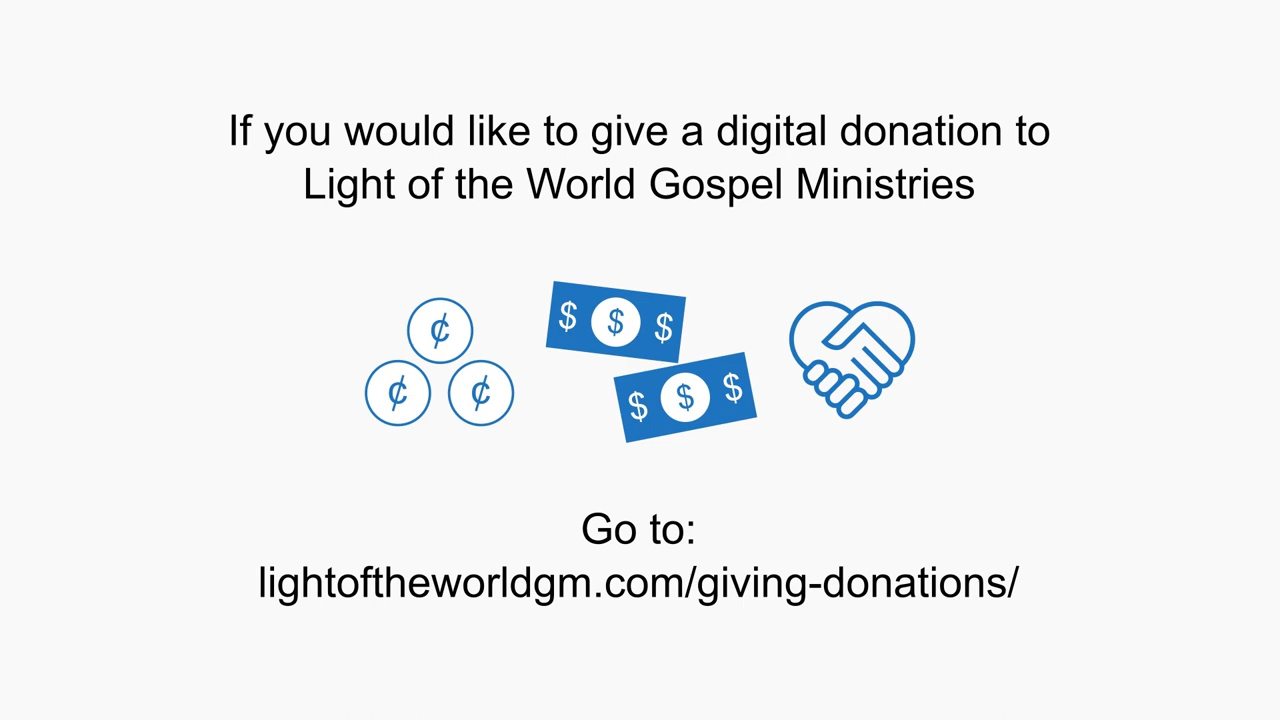 If you would like to give a digital donation to
Light of the World Gospel Ministries
¢
¢ ¢
$ $ $
$ $ $
Go to:
lightoftheworldgm.com/giving-donations/